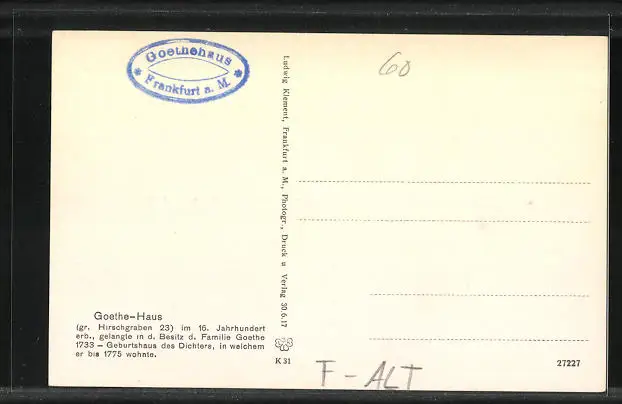 Goethehaus
* Frankfurt a. M. *
60
Ludwig Klement, Frankfurt a. M., Photogr., Druck u Verlag 30.6.17
Goethe-Haus
(gr. Hirschgraben 23) im 16. Jahrhundert
erb., gelangte in d. Besitz d. Familie Goethe
1733 – Geburtshaus des Dichters, in welchem
er bis 1775 wohnte.
K 31
27227
F - ALT